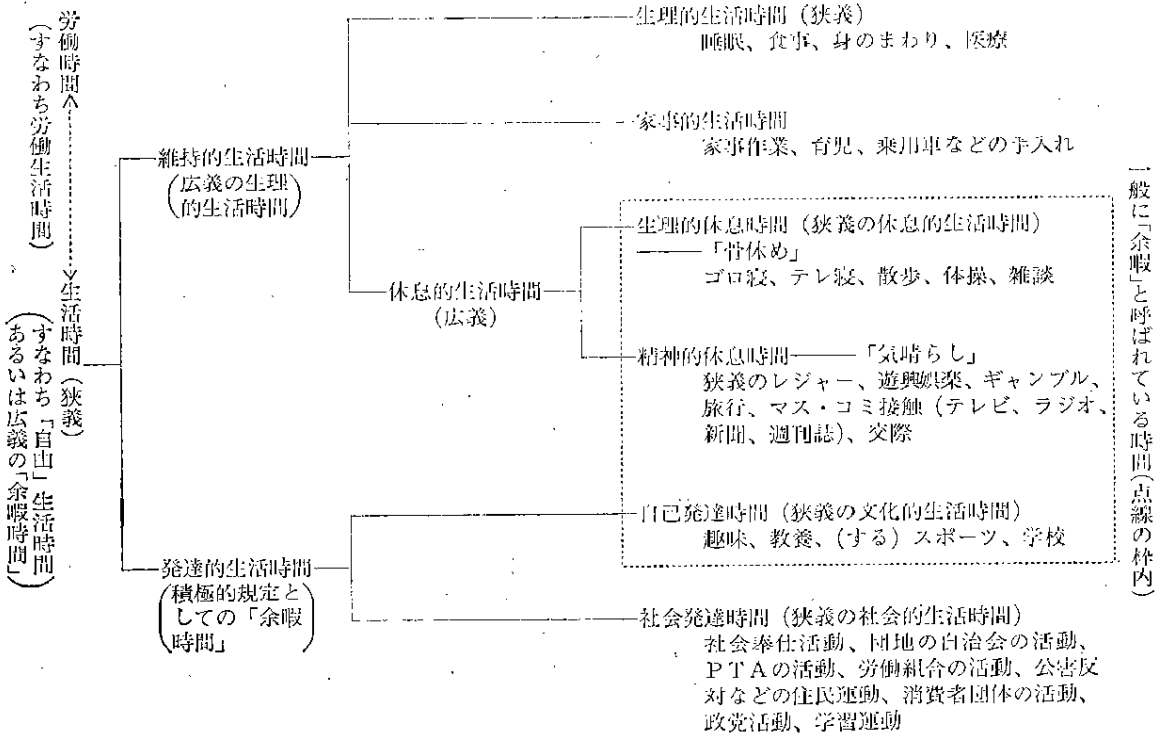 労働時間
(すなわち労働生活時間)
生活時間(狭義)
(すなわち「自由」生活時間
あるいは広義の「余暇時間」)
維持的生活時間
(広義の生理
的生活時間)
生理的生活時間(狭義)
睡眠、食事、身のまわり、医療
家事的生活時間
家事作業、育児、乗用車などの手入れ
休息的生活時間
(広義)
生理的休息時間(狭義の休息的生活時間)
――「骨休め」
ゴロ寝、テレ寝、散歩、体操、雑談
精神的休息時間――「気晴らし」
狭義のレジャー、遊興娯楽、ギャンブル、
旅行、マス・コミ接触(テレビ、ラジオ、
新聞、週刊誌)、交際
発達的生活時間
(積極的規定と
しての「余暇
時間」)
自己発達時間(狭義の文化的生活時間)
趣味、教養、(する)スポーツ、学校
社会発達時間(狭義の社会的生活時間)
社会奉仕活動、団地の自治会の活動、
PTAの活動、労働組合の活動、公害反
対などの住民運動、消費者団体の活動、
政党活動、学習運動
一般に「余暇」と呼ばれている時間(点線の枠内)